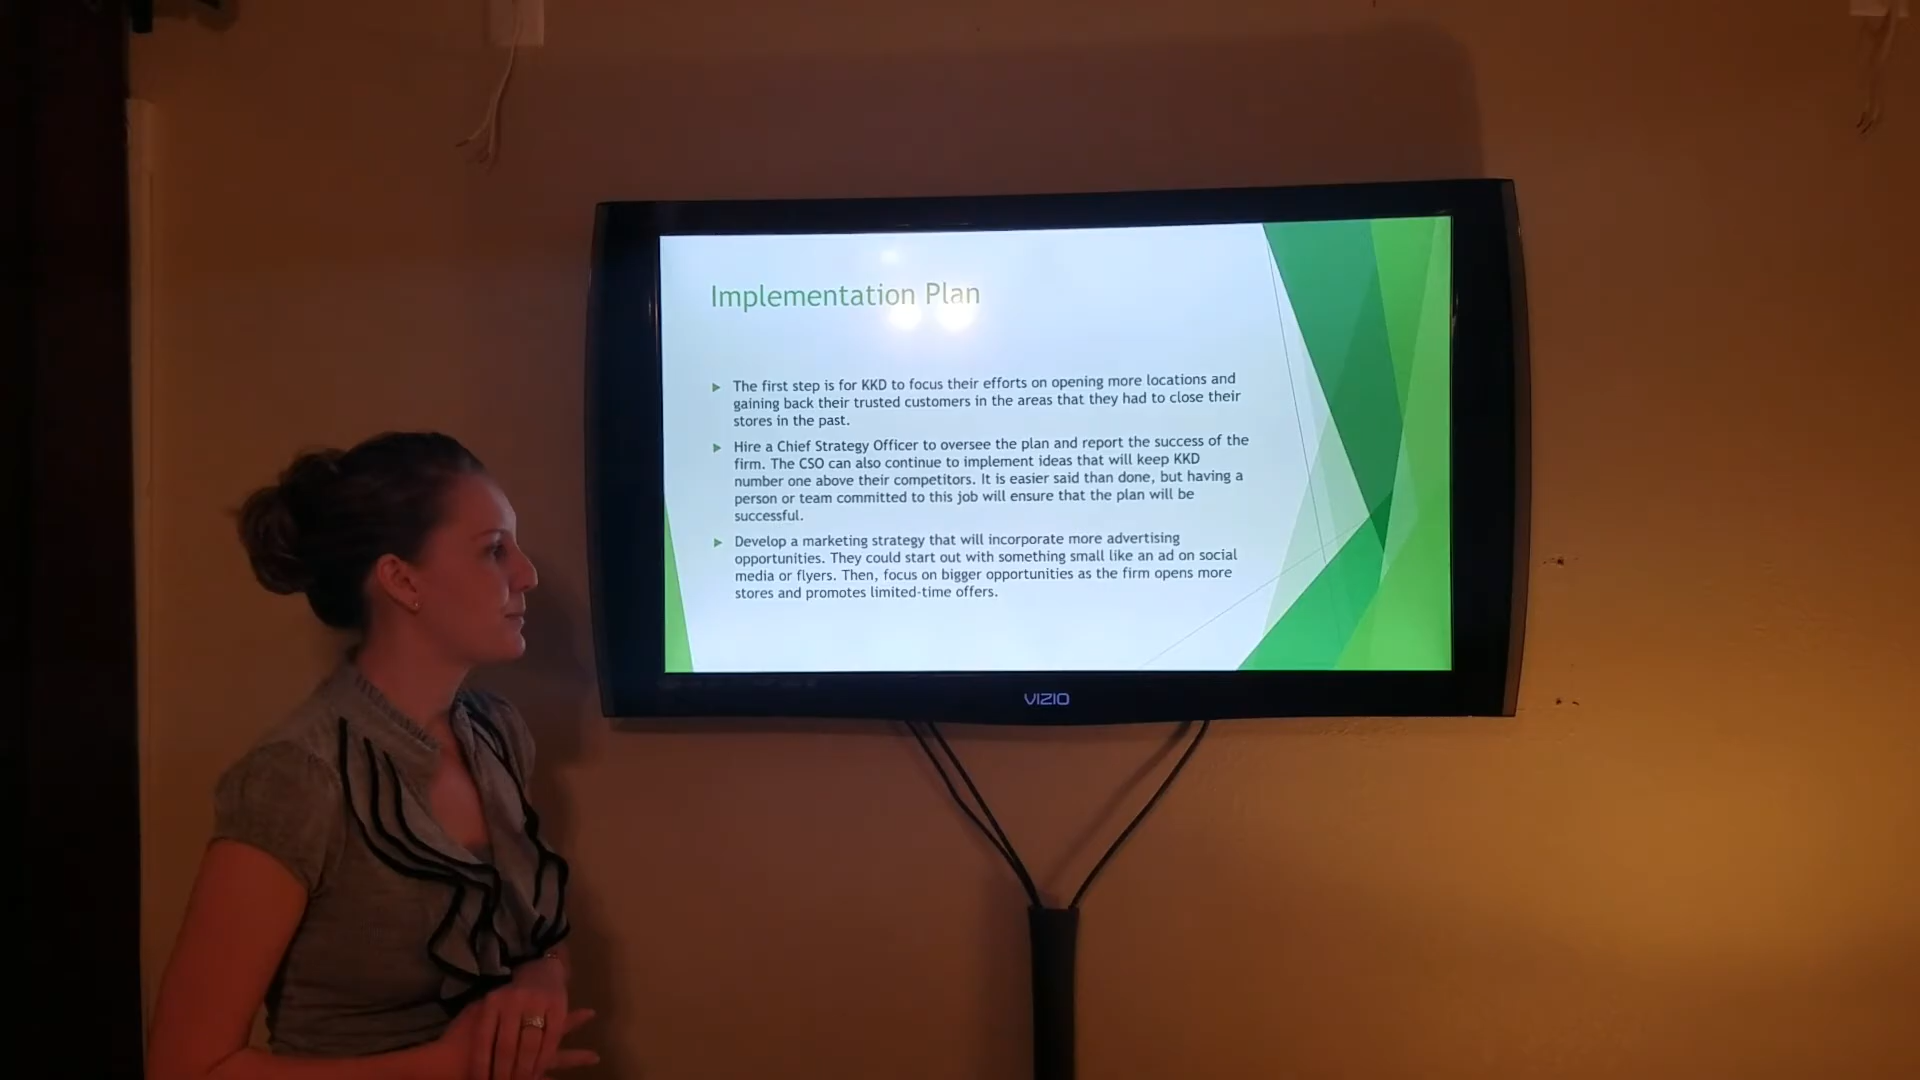 Implementation Plan
The first step is for KKD to focus their efforts on opening more locations and
gaining back their trusted customers in the areas that they had to close their
stores in the past.
Hire a Chief Strategy Officer to oversee the plan and report the success of the
firm. The CSO can also continue to implement ideas that will keep KKD
number one above their competitors. It is easier said than done, but having a
person or team committed to this job will ensure that the plan will be
successful.
Develop a marketing strategy that will incorporate more advertising
opportunities. They could start out with something small like an ad on social
media or flyers. Then, focus on bigger opportunities as the firm opens more
stores and promotes limited-time offers.
VIZIO